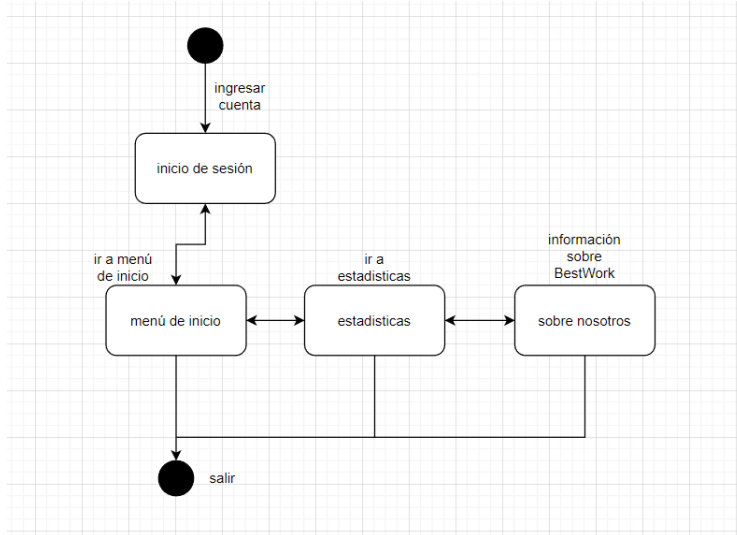 ingresar
cuenta
inicio de sesión
ir a menú
de inicio
ir a
estadisticas
información
sobre
BestWork
menú de inicio
estadisticas
sobre nosotros
salir